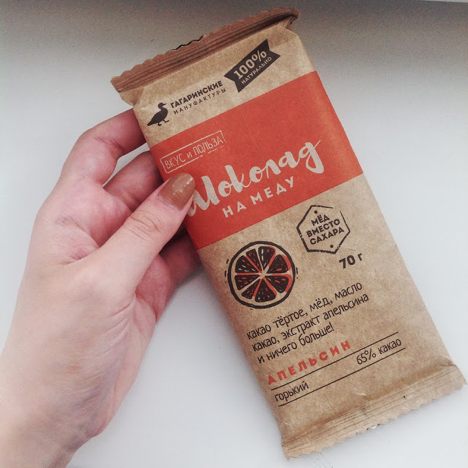 ГАГАРИНСКИЕ
МАНУФАКТУРЫ
100%
НАТУРАЛЬНО
ВКУС И ПОЛЬЗА
Шоколад
НА МЕДУ
МЁД
ВМЕСТО
САХАРА
70 г
какао тёртое, мёд, масло
какао, экстракт апельсина
и ничего больше!
АПЕЛЬСИН
горький
65% какао